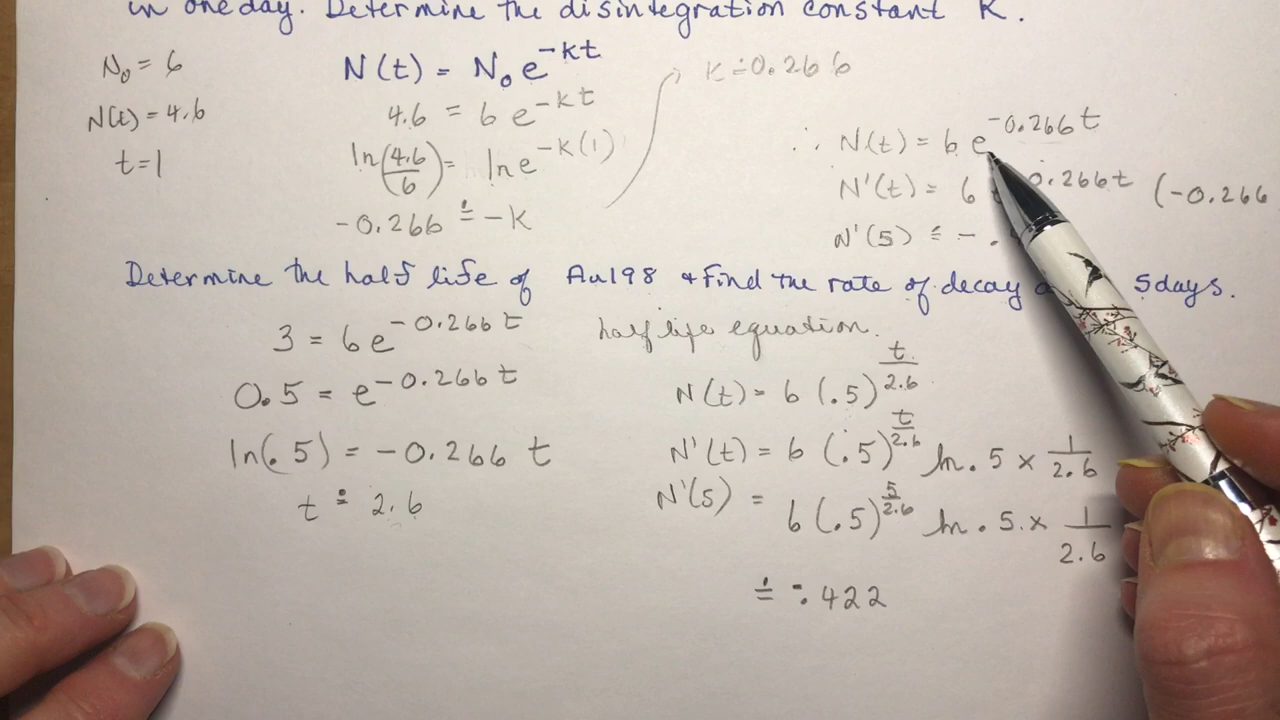 in one day. Determine the disintegration constant K.
N₀ = 6
N(t) = 4.6
t = 1
N(t) = N₀ e^-kt
4.6 = 6 e^-kt
ln(4.6/6) = ln e^-k(1)
-0.266 ≐ -K
K ≐ 0.266
∴ N(t) = 6 e^-0.266t
N'(t) = 6 0.266t (-0.266
N'(5) ≐ - .
Determine the half life of Au198 & Find the rate of decay 5days.
3 = 6e^-0.266t
0.5 = e^-0.266t
ln(.5) = -0.266 t
t ≐ 2.6
half life equation.
N(t) = 6 (.5)^t/2.6
N'(t) = 6 (.5)^t/2.6 ln .5 × 1/2.6
N'(5) = 6 (.5)^5/2.6 ln .5 × 1/2.6
≐ -.422